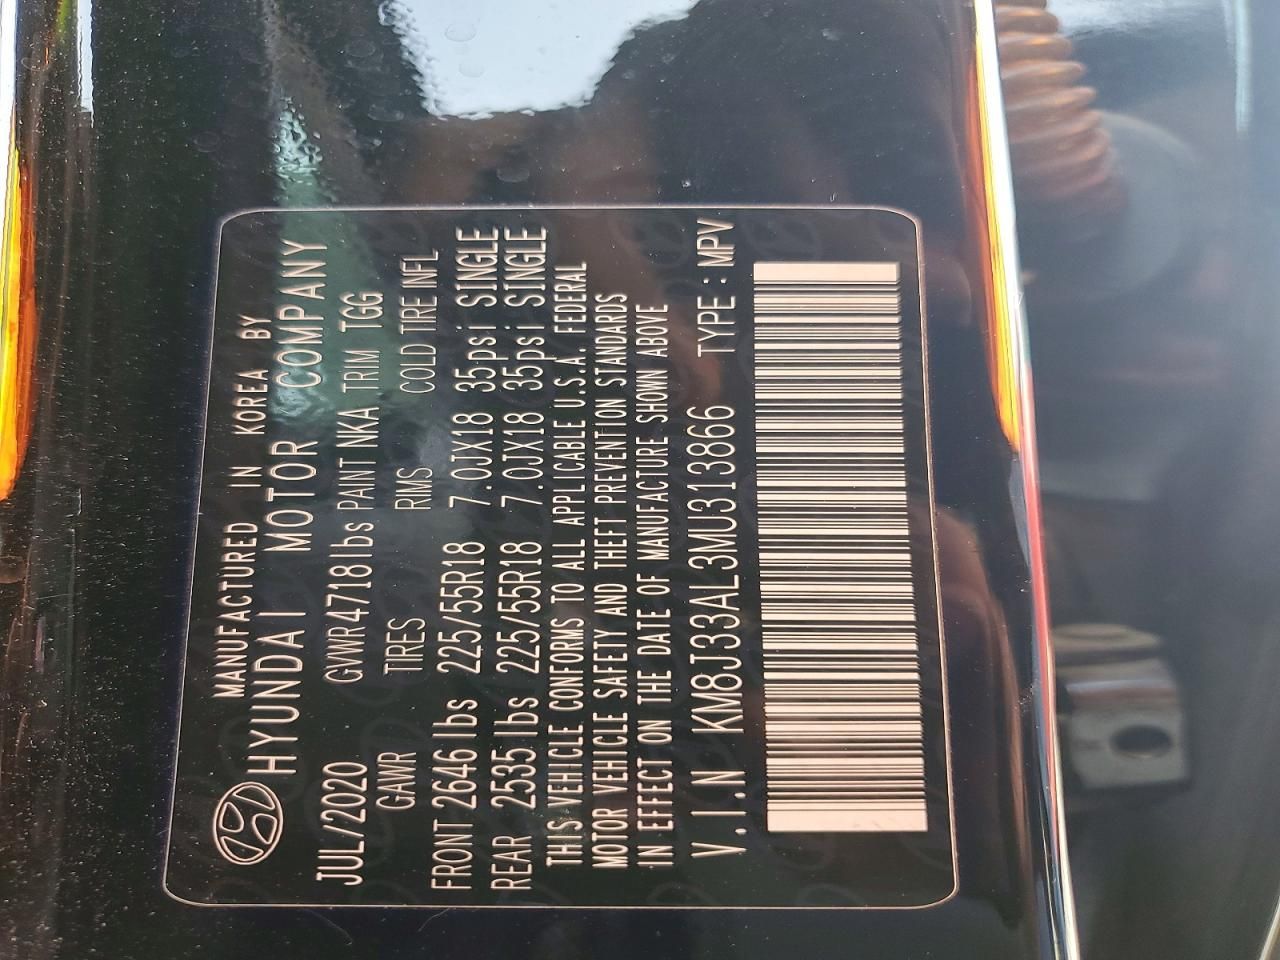 MANUFACTURED IN KOREA BY
HYUNDAI MOTOR COMPANY
JUL/2020 GVWR 4718lbs PAINT NKA TRIM TGG
GAWR TIRES RIMS COLD TIRE INFL
FRONT 2646 lbs 225/55R18 7.0JX18 35psi SINGLE
REAR 2535 lbs 225/55R18 7.0JX18 35psi SINGLE
THIS VEHICLE CONFORMS TO ALL APPLICABLE U.S.A. FEDERAL
MOTOR VEHICLE SAFETY AND THEFT PREVENTION STANDARDS
IN EFFECT ON THE DATE OF MANUFACTURE SHOWN ABOVE
V.I.N KM8J33AL3MU313866 TYPE : MPV